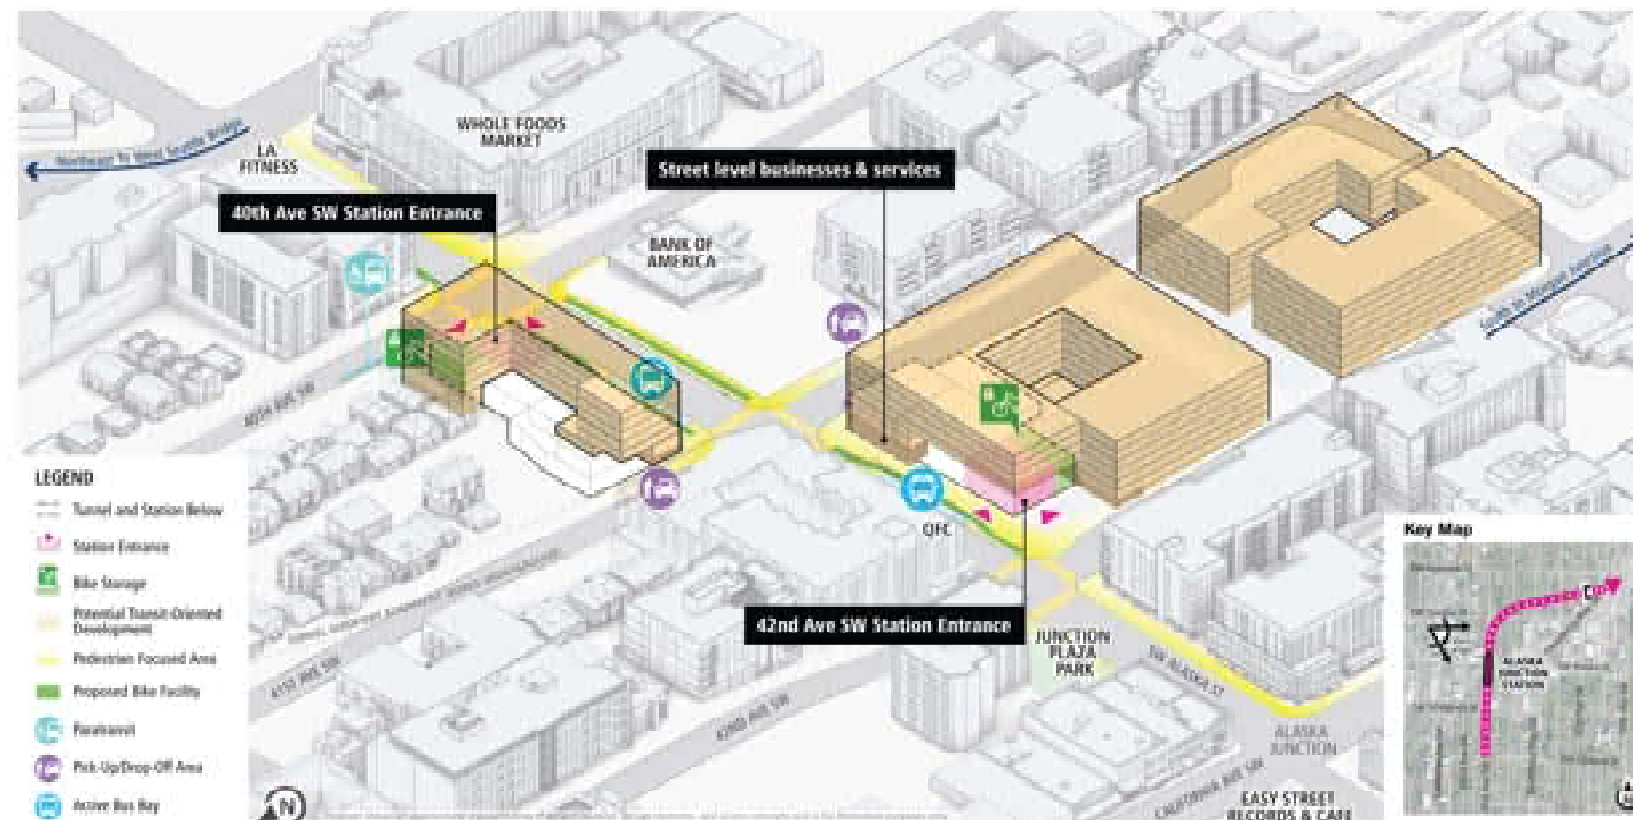 Northeast to West Seattle Bridge
LA
FITNESS
WHOLE FOODS
MARKET
Street level businesses & services
40th Ave SW Station Entrance
BANK OF
AMERICA
South to Morgan Junction
40TH AVE SW
QFC
LEGEND
Tunnel and Station Below
Station Entrance
Bike Storage
Potential Transit-Oriented
Development
Pedestrian Focused Area
Proposed Bike Facility
Paratransit
Pick-Up/Drop-Off Area
Active Bus Bay
N
41ST AVE SW
42ND AVE SW
42nd Ave SW Station Entrance
JUNCTION
PLAZA
PARK
SW ALASKA ST
ALASKA
JUNCTION
CALIFORNIA AVE SW
EASY STREET
RECORDS & CAFE
Key Map
ALASKA
JUNCTION
STATION